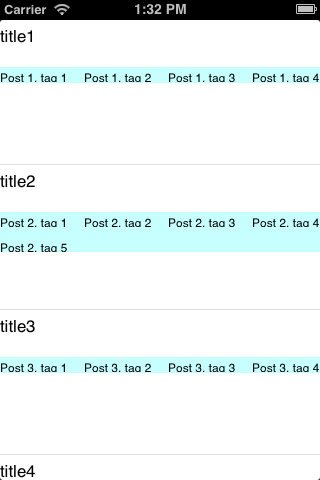 Carrier 1:32 PM
title1
Post 1. tag 1 Post 1. tag 2 Post 1. tag 3 Post 1. tag 4
title2
Post 2. tag 1 Post 2. tag 2 Post 2. tag 3 Post 2. tag 4
Post 2. tag 5
title3
Post 3. tag 1 Post 3. tag 2 Post 3. tag 3 Post 3. tag 4
title4